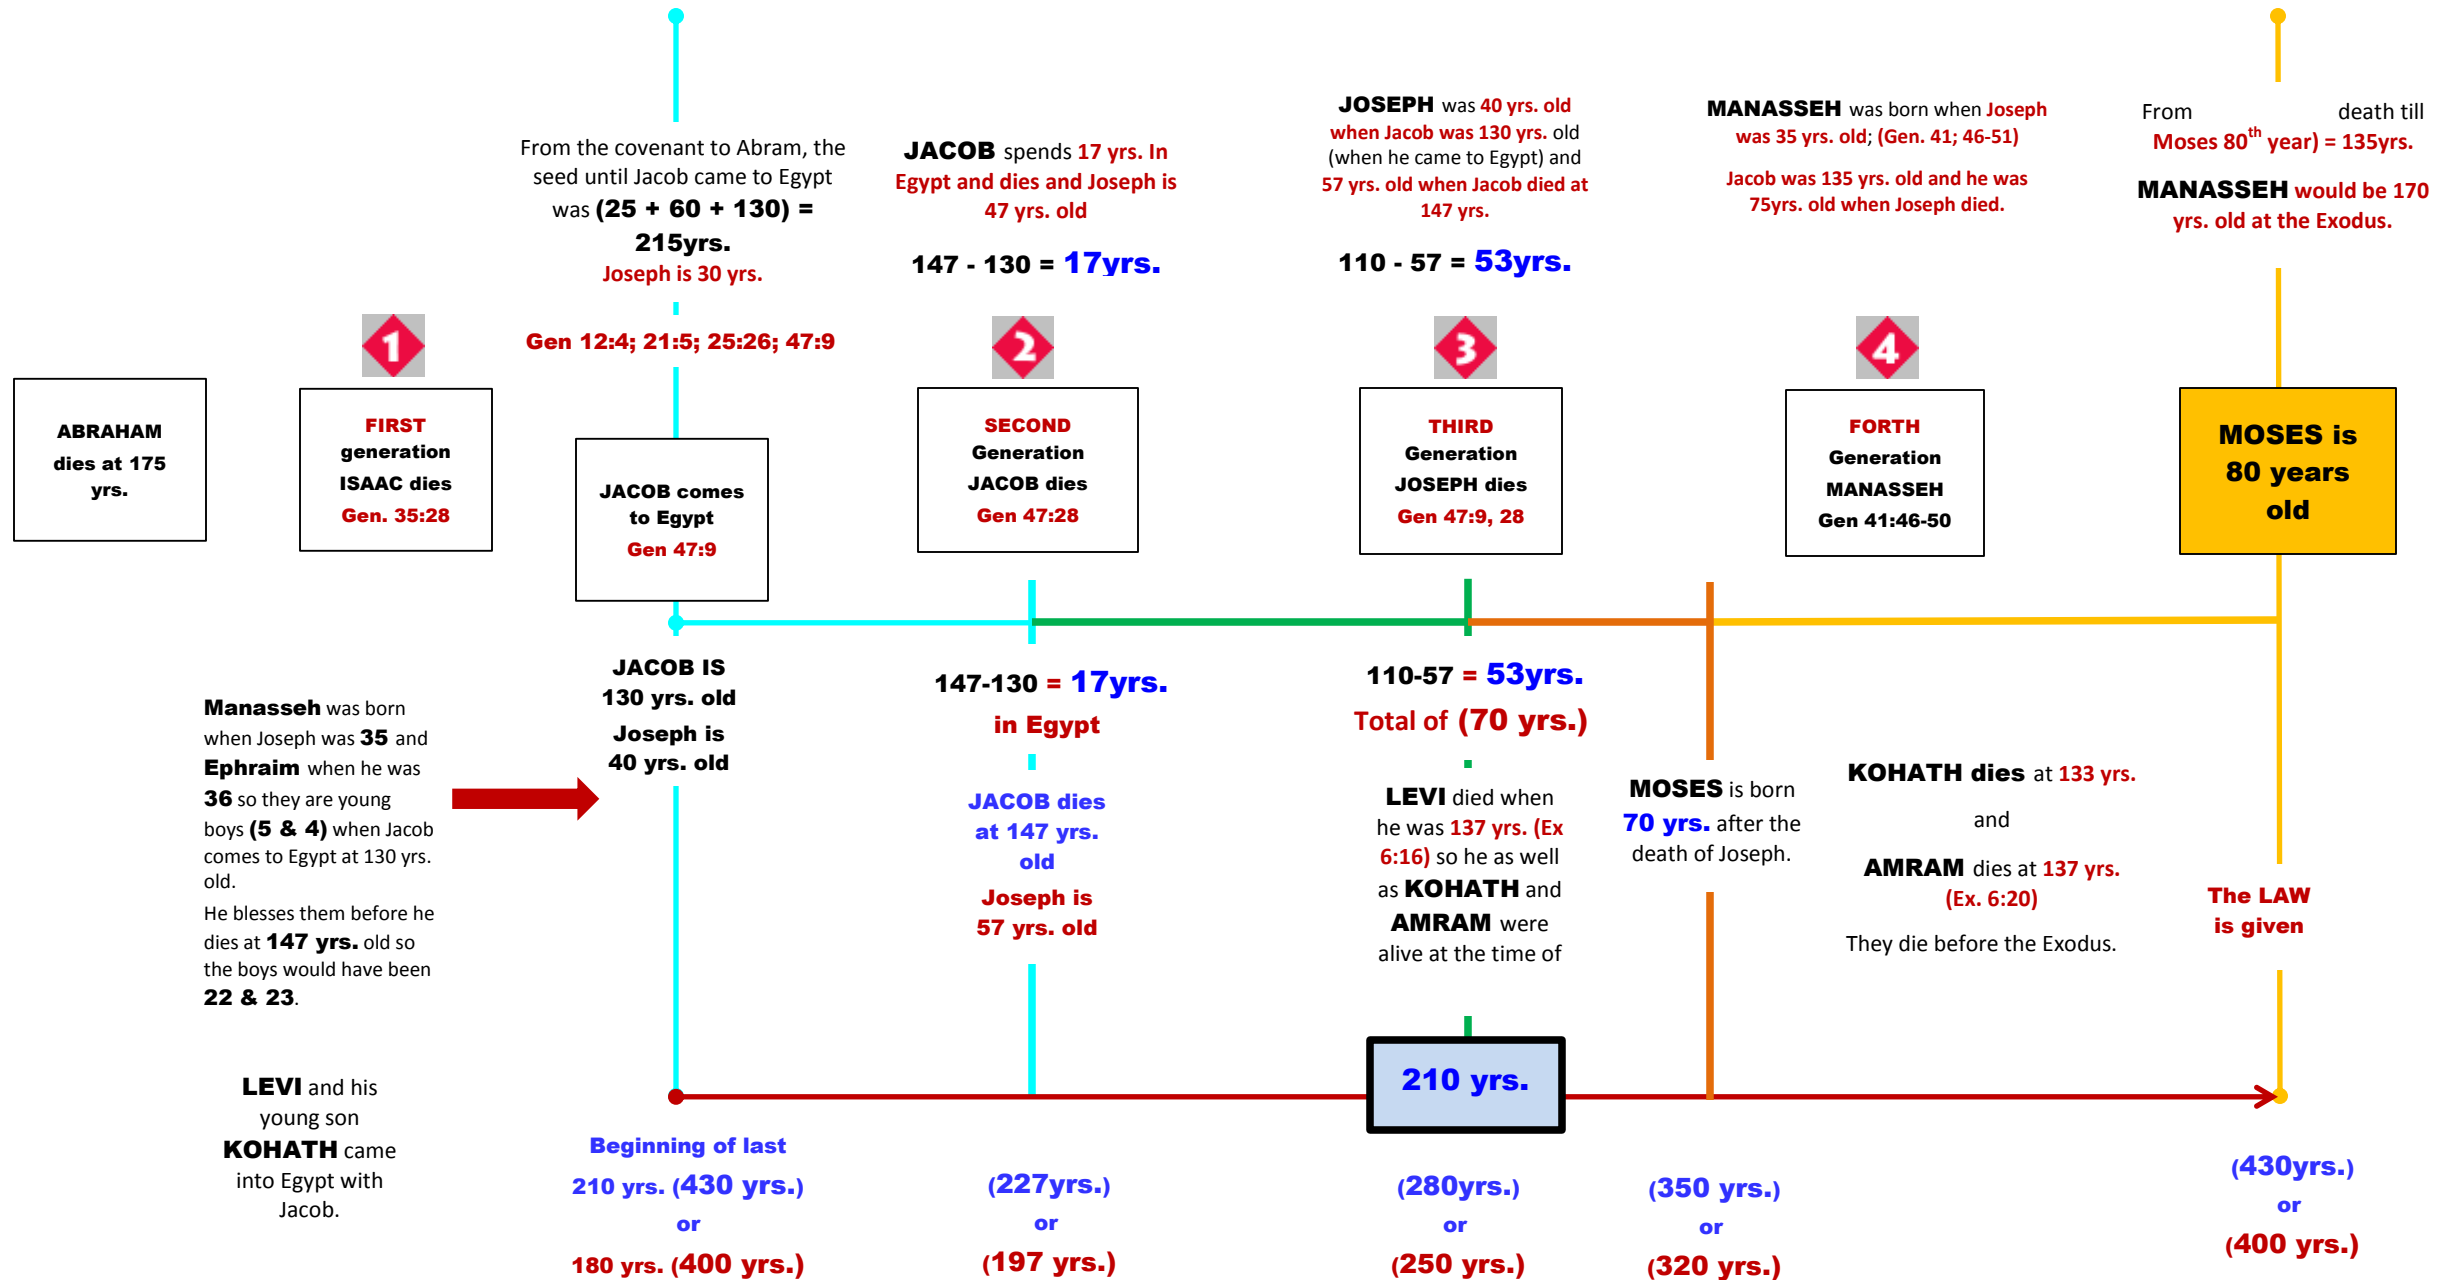 From the covenant to Abram, the
seed until Jacob came to Egypt
was (25 + 60 + 130) =
215yrs.
Joseph is 30 yrs.
Gen 12:4; 21:5; 25:26; 47:9
JACOB spends 17 yrs. In
Egypt and dies and Joseph is
47 yrs. old
147 - 130 = 17yrs.
JOSEPH was 40 yrs. old
when Jacob was 130 yrs. old
(when he came to Egypt) and
57 yrs. old when Jacob died at
147 yrs.
110 - 57 = 53yrs.
MANASSEH was born when Joseph
was 35 yrs. old; (Gen. 41; 46-51)
Jacob was 135 yrs. old and he was
75yrs. old when Joseph died.
From death till
Moses 80th year) = 135yrs.
MANASSEH would be 170
yrs. old at the Exodus.
1
2
3
4
ABRAHAM
dies at 175
yrs.
FIRST
generation
ISAAC dies
Gen. 35:28
JACOB comes
to Egypt
Gen 47:9
SECOND
Generation
JACOB dies
Gen 47:28
THIRD
Generation
JOSEPH dies
Gen 47:9, 28
FORTH
Generation
MANASSEH
Gen 41:46-50
MOSES is
80 years
old
Manasseh was born
when Joseph was 35 and
Ephraim when he was
36 so they are young
boys (5 & 4) when Jacob
comes to Egypt at 130 yrs.
old.
He blesses them before he
dies at 147 yrs. old so
the boys would have been
22 & 23.
JACOB IS
130 yrs. old
Joseph is
40 yrs. old
147-130 = 17yrs.
in Egypt
JACOB dies
at 147 yrs.
old
Joseph is
57 yrs. old
110-57 = 53yrs.
Total of (70 yrs.)
LEVI died when
he was 137 yrs. (Ex
6:16) so he as well
as KOHATH and
AMRAM were
alive at the time of
MOSES is born
70 yrs. after the
death of Joseph.
KOHATH dies at 133 yrs.
and
AMRAM dies at 137 yrs.
(Ex. 6:20)
They die before the Exodus.
The LAW
is given
LEVI and his
young son
KOHATH came
into Egypt with
Jacob.
210 yrs.
Beginning of last
210 yrs. (430 yrs.)
or
180 yrs. (400 yrs.)
(227yrs.)
or
(197 yrs.)
(280yrs.)
or
(250 yrs.)
(350 yrs.)
or
(320 yrs.)
(430yrs.)
or
(400 yrs.)